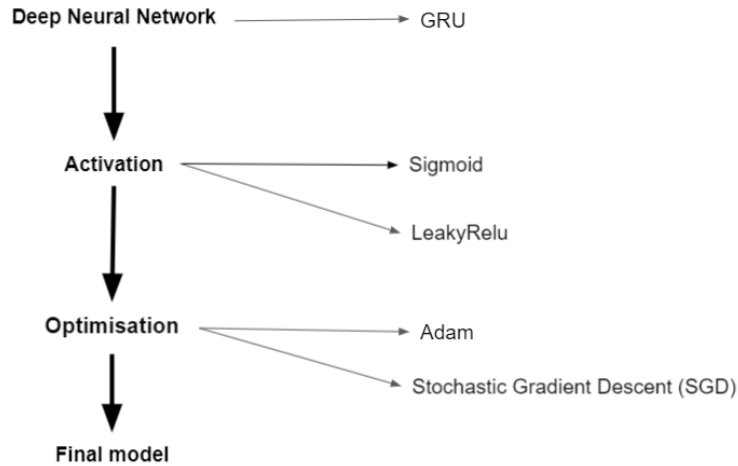 Deep Neural Network
GRU
Activation
Sigmoid
LeakyRelu
Optimisation
Adam
Stochastic Gradient Descent (SGD)
Final model